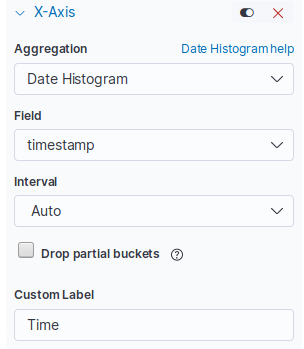 X-Axis
Aggregation Date Histogram help
Date Histogram
Field
timestamp
Interval
Auto
Drop partial buckets
Custom Label
Time